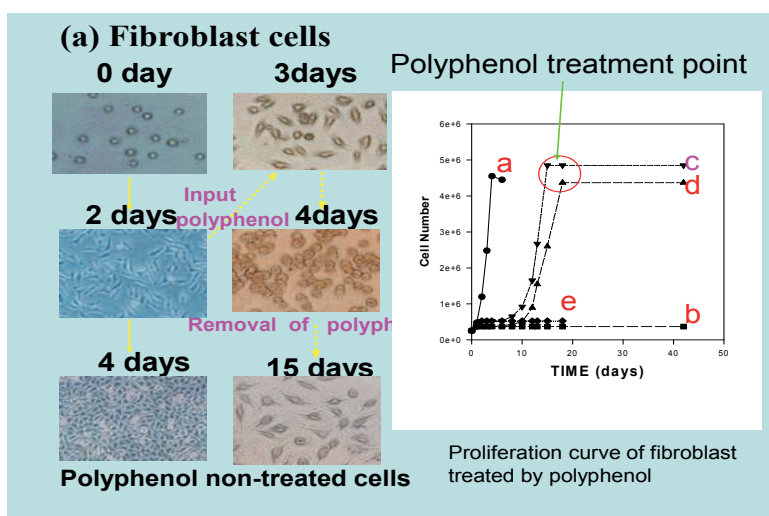 (a) Fibroblast cells
0 day
3days
Input
polyphenol
2 days
4days
Removal of polyph
4 days
15 days
Polyphenol non-treated cells
Polyphenol treatment point
6e+6
5e+6
4e+6
3e+6
2e+6
1e+6
0e+0
Cell Number
a
c
d
e
b
0
10
20
30
40
50
TIME (days)
Proliferation curve of fibroblast
treated by polyphenol